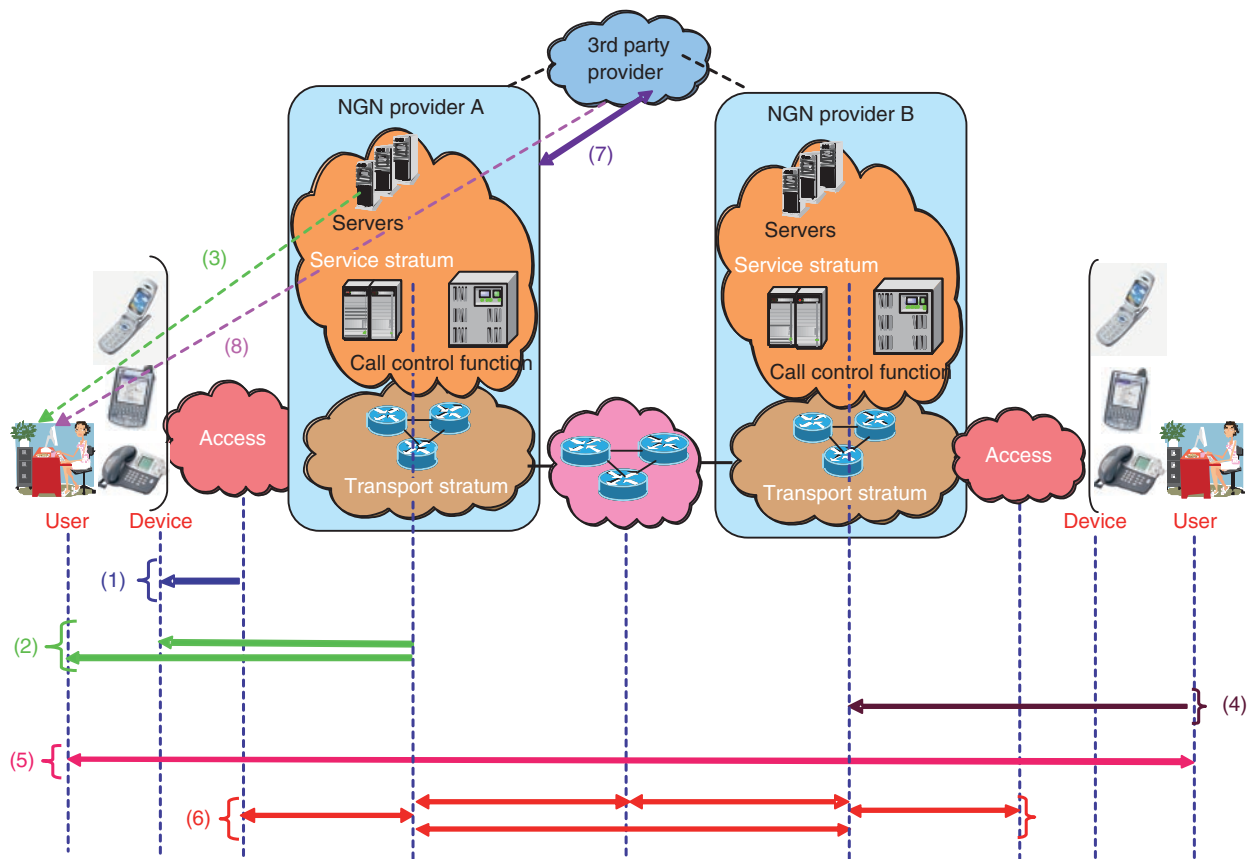 3rd party
provider
NGN provider A
NGN provider B
(7)
Servers
Servers
(3)
Service stratum
Service stratum
(8)
Call control function
Call control function
Access
Access
Transport stratum
Transport stratum
User
Device
Device
User
(1)
(2)
(4)
(5)
(6)